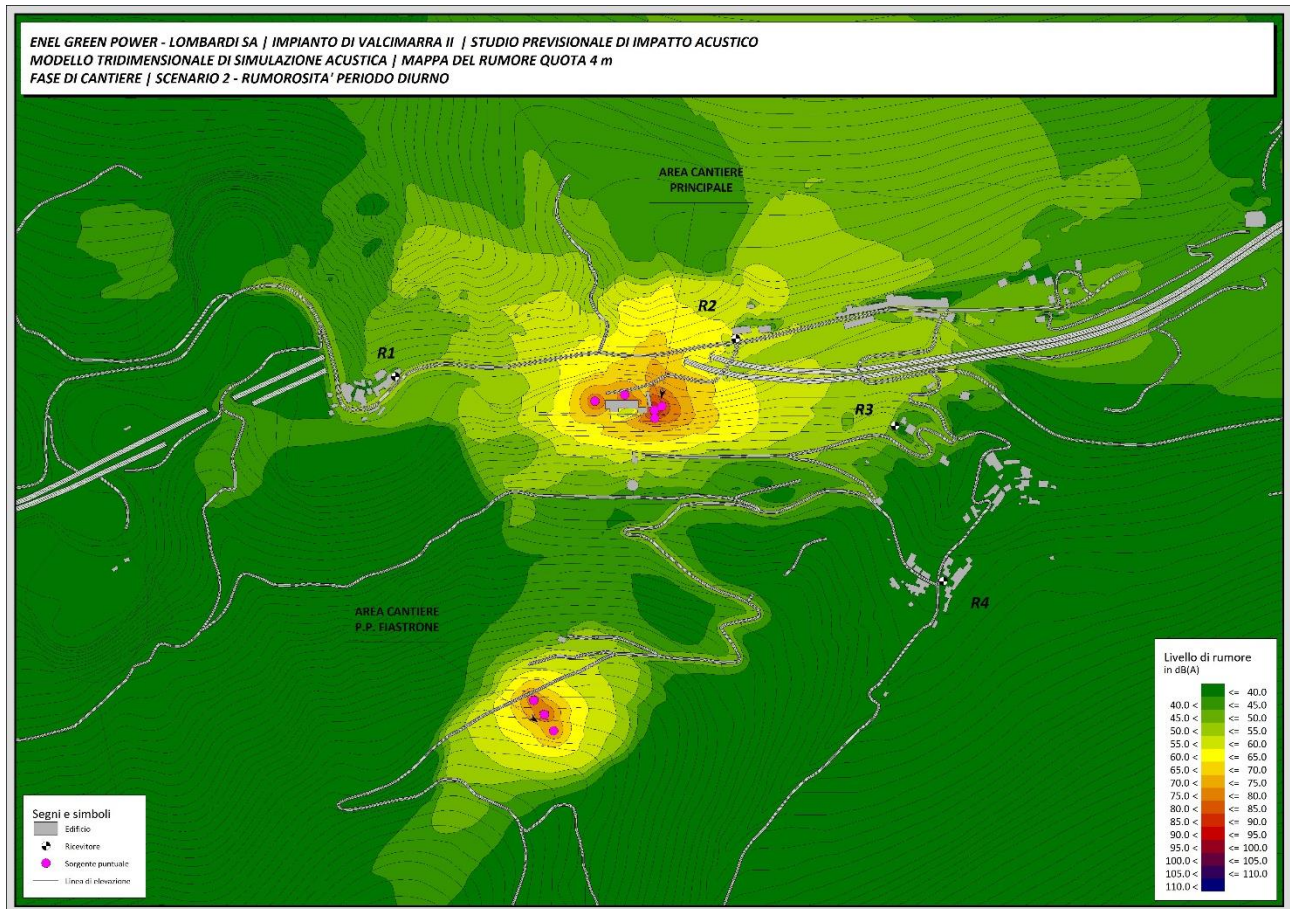 ENEL GREEN POWER - LOMBARDI SA | IMPIANTO DI VALCIMARRA II | STUDIO PREVISIONALE DI IMPATTO ACUSTICO
MODELLO TRIDIMENSIONALE DI SIMULAZIONE ACUSTICA | MAPPA DEL RUMORE QUOTA 4 m
FASE DI CANTIERE | SCENARIO 2 - RUMOROSITA' PERIODO DIURNO
AREA CANTIERE
PRINCIPALE
R2
R1
R3
R4
AREA CANTIERE
P.P. FIASTRONE
Segni e simboli
Edificio
Ricevitore
Sorgente puntuale
Linea di elevazione
Livello di rumore
in dB(A)
<= 40.0
40.0 < <= 45.0
45.0 < <= 50.0
50.0 < <= 55.0
55.0 < <= 60.0
60.0 < <= 65.0
65.0 < <= 70.0
70.0 < <= 75.0
75.0 < <= 80.0
80.0 < <= 85.0
85.0 < <= 90.0
90.0 < <= 95.0
95.0 < <= 100.0
100.0 < <= 105.0
105.0 < <= 110.0
110.0 <